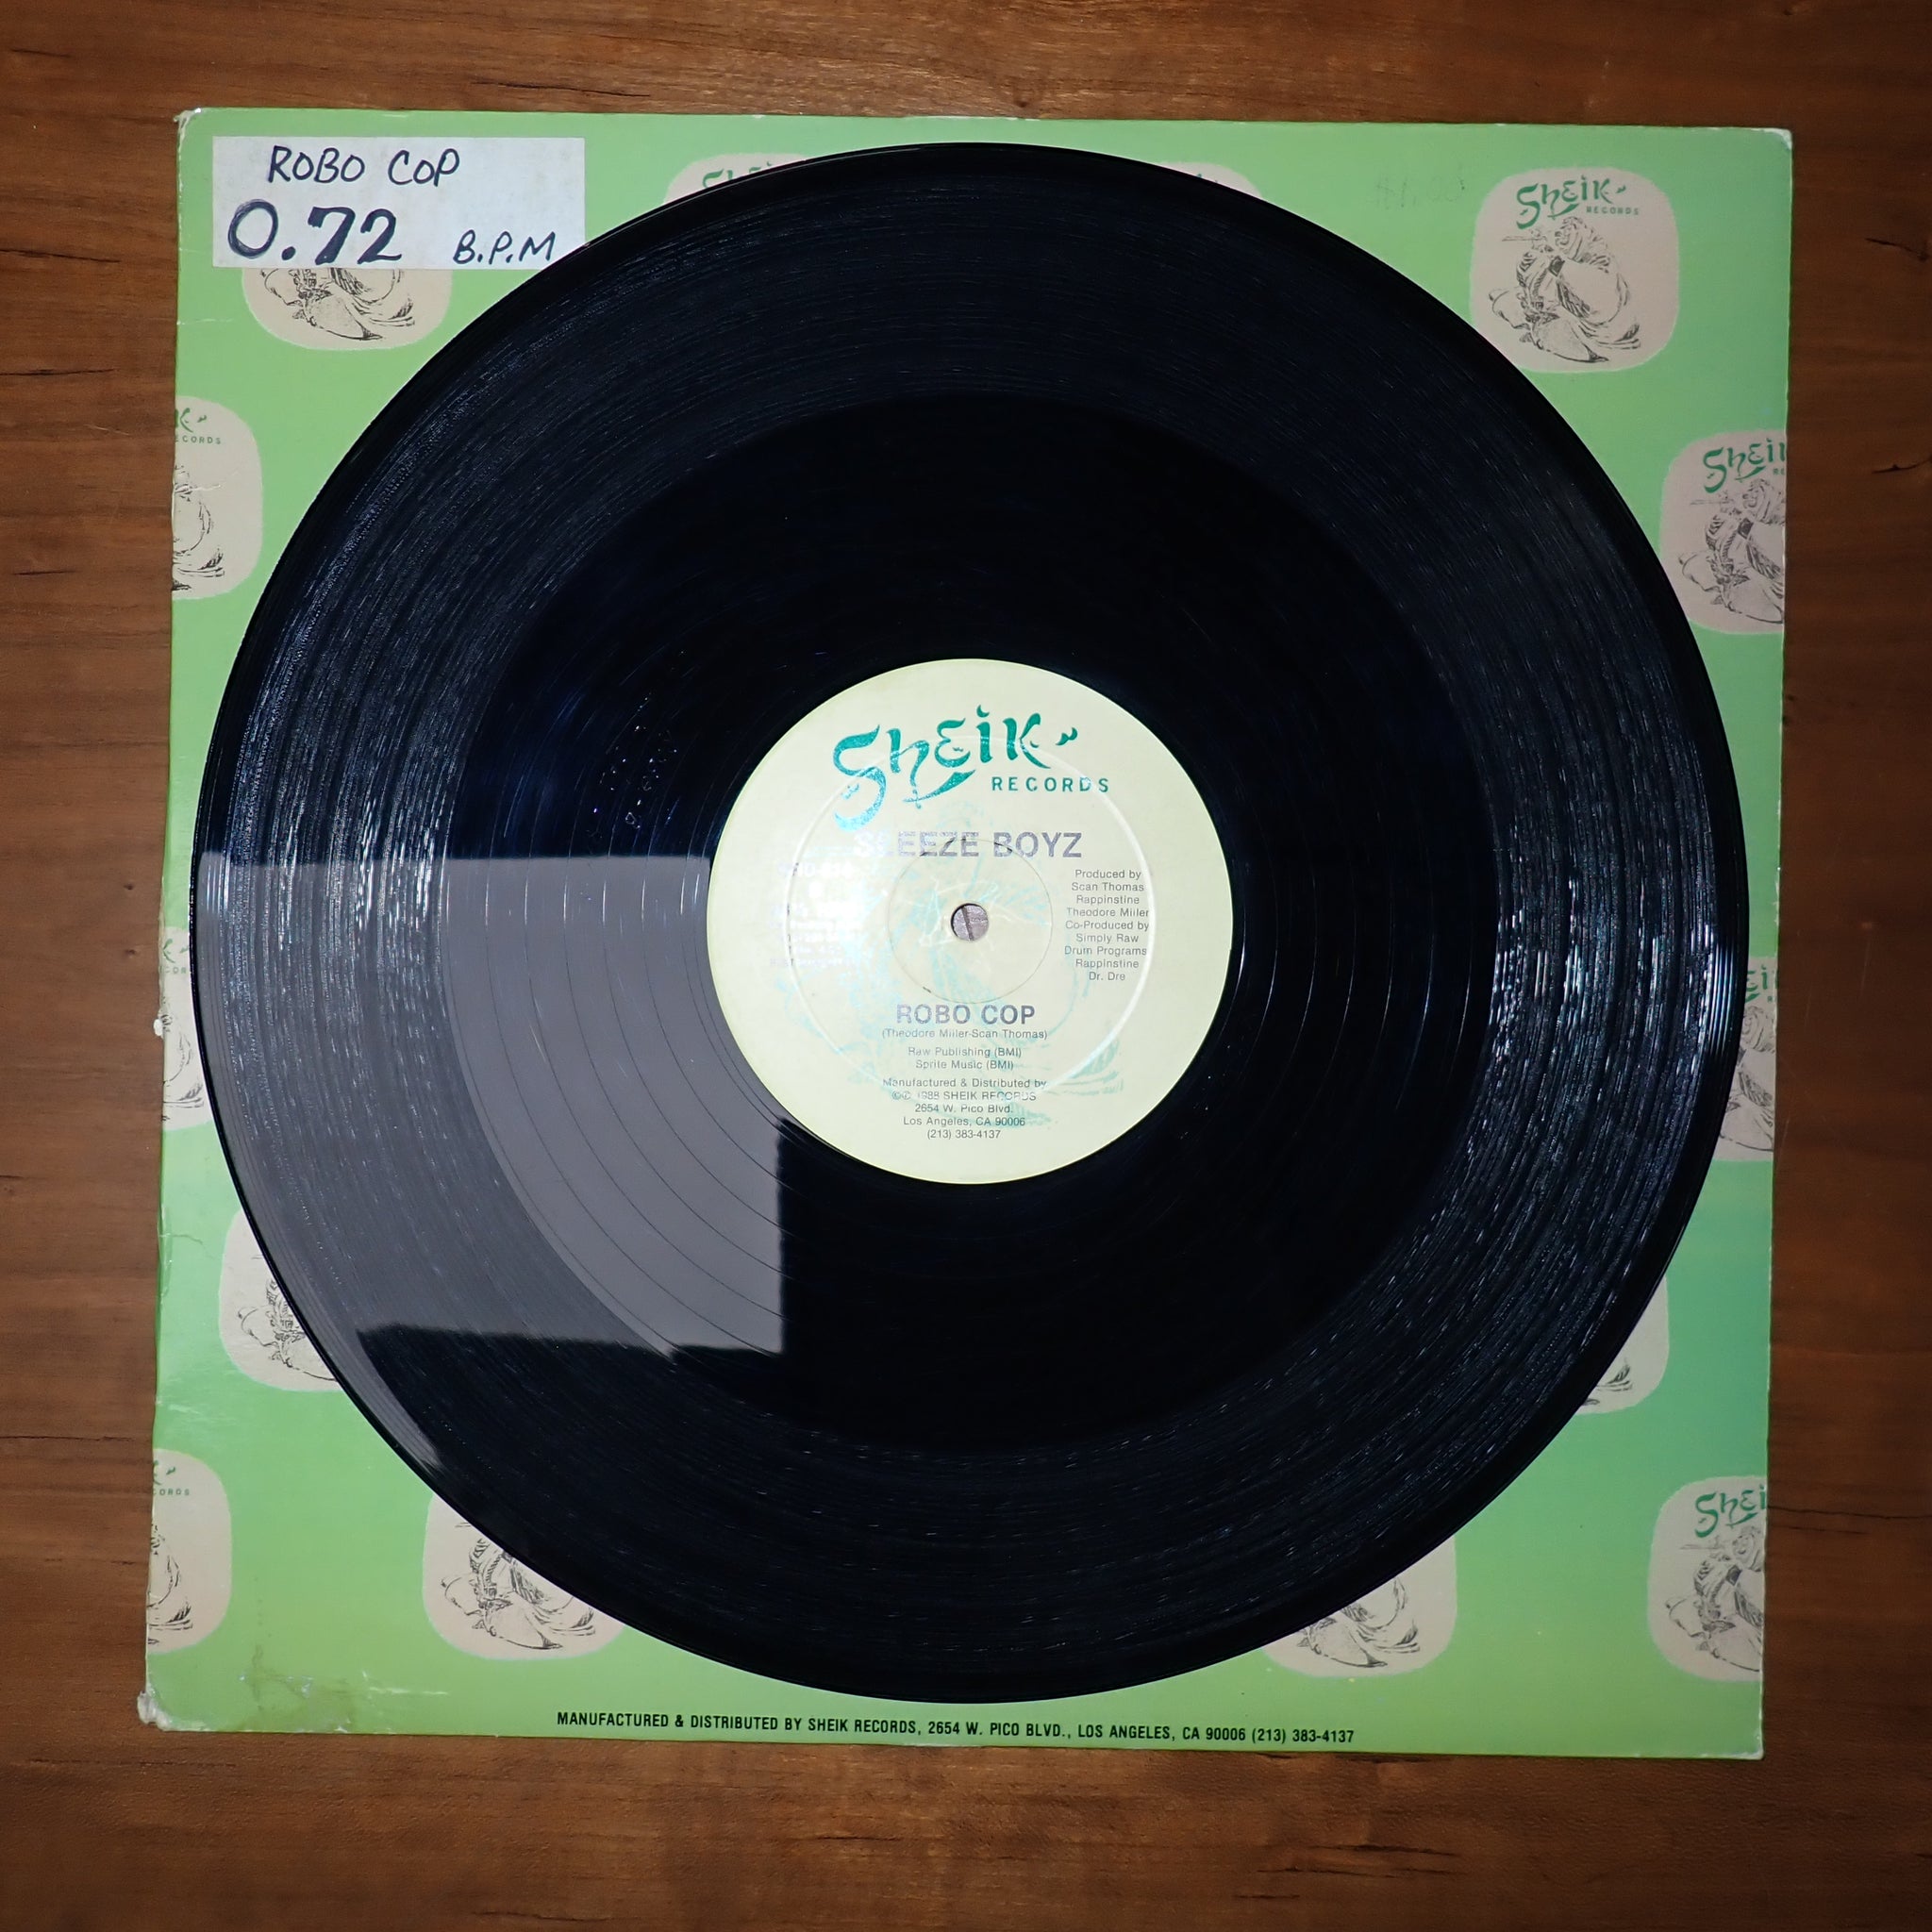 ROBO COP
0.72 B.P.M
Sheik
RECORDS
Sheik
RECORDS
SLEEZE BOYZ
Produced by
Scan Thomas
Rappinstine
Theodore Miller
Co-Produced by
Simply Raw
Drum Programs
Rappinstine
Dr. Dre
ROBO COP
(Theodore Miller-Scan Thomas)
Raw Publishing (BMI)
Sprite Music (BMI)
Manufactured & Distributed by
©℗ 1988 SHEIK RECORDS
2654 W. Pico Blvd.
Los Angeles, CA 90006
(213) 383-4137
MANUFACTURED & DISTRIBUTED BY SHEIK RECORDS, 2654 W. PICO BLVD., LOS ANGELES, CA 90006 (213) 383-4137